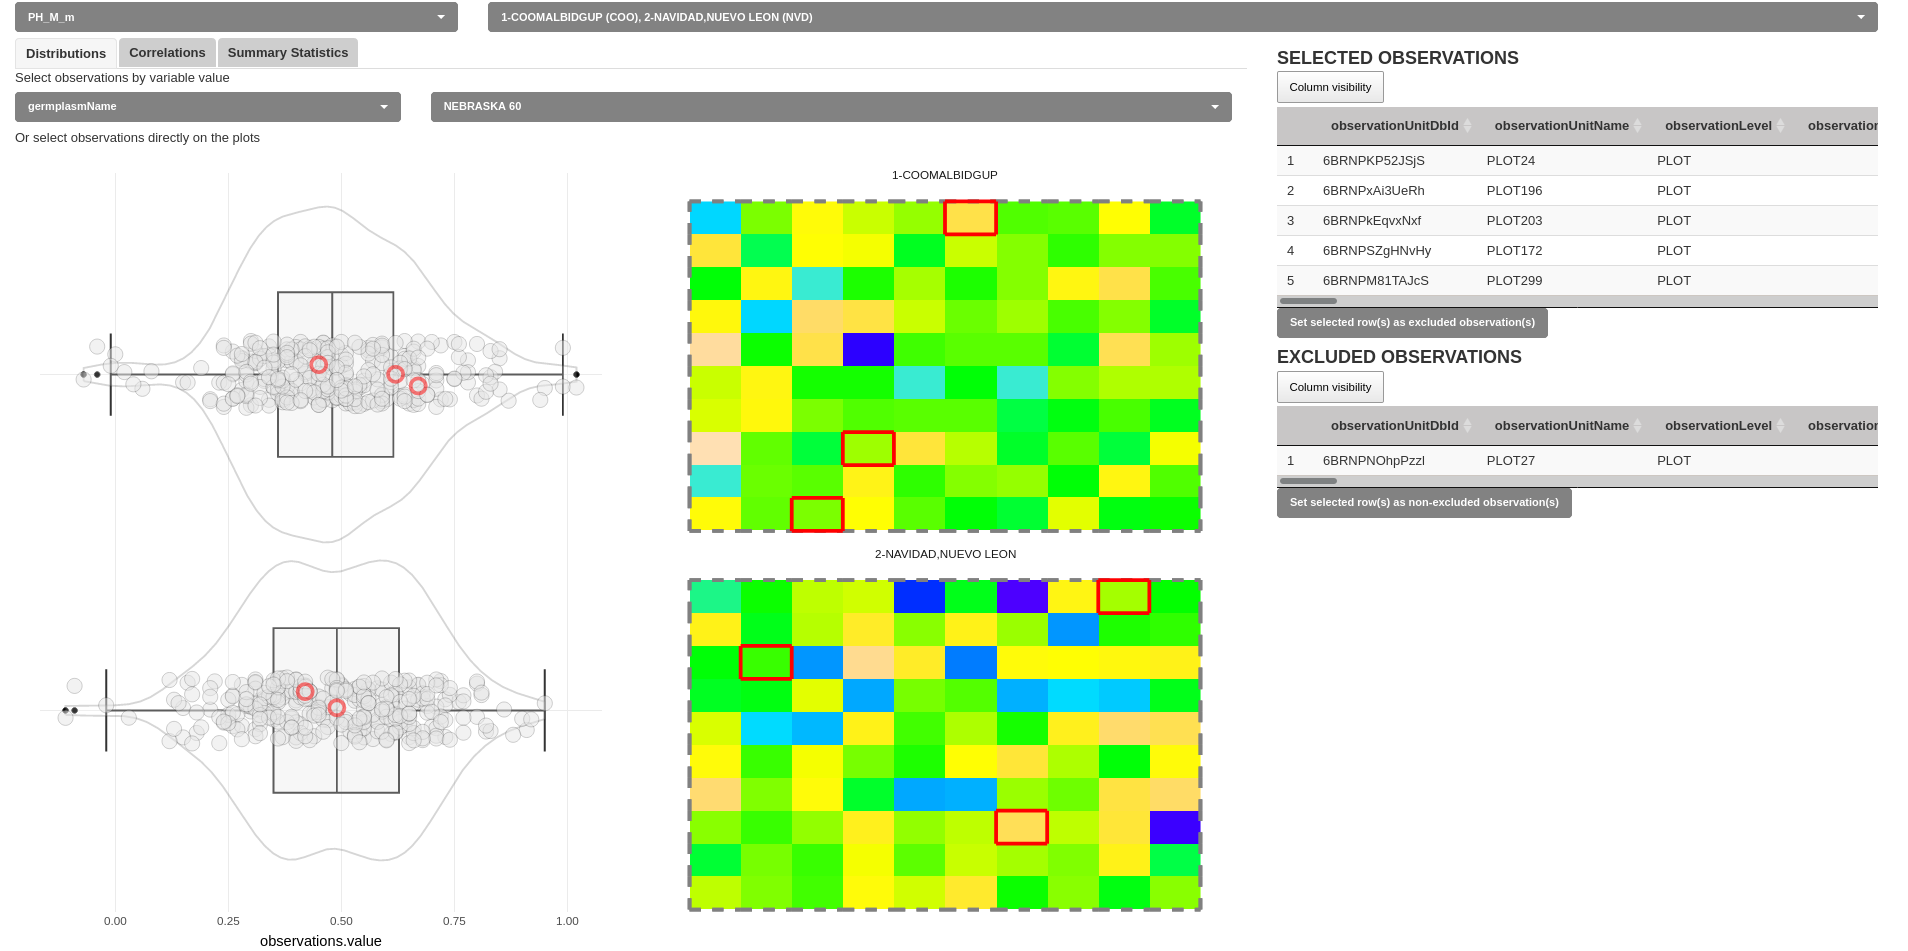 PH_M_m
1-COOMALBIDGUP (COO), 2-NAVIDAD,NUEVO LEON (NVD)
Distributions Correlations Summary Statistics
Select observations by variable value
germplasmName
NEBRASKA 60
Or select observations directly on the plots
1-COOMALBIDGUP
2-NAVIDAD,NUEVO LEON
0.00 0.25 0.50 0.75 1.00
observations.value
SELECTED OBSERVATIONS
Column visibility
observationUnitDbId observationUnitName observationLevel observation
1 6BRNPKP52JSjS PLOT24 PLOT
2 6BRNPxAi3UeRh PLOT196 PLOT
3 6BRNPkEqvxNxf PLOT203 PLOT
4 6BRNPSZgHNvHy PLOT172 PLOT
5 6BRNPM81TAJcS PLOT299 PLOT
Set selected row(s) as excluded observation(s)
EXCLUDED OBSERVATIONS
Column visibility
observationUnitDbId observationUnitName observationLevel observation
1 6BRNPNOhpPzzl PLOT27 PLOT
Set selected row(s) as non-excluded observation(s)